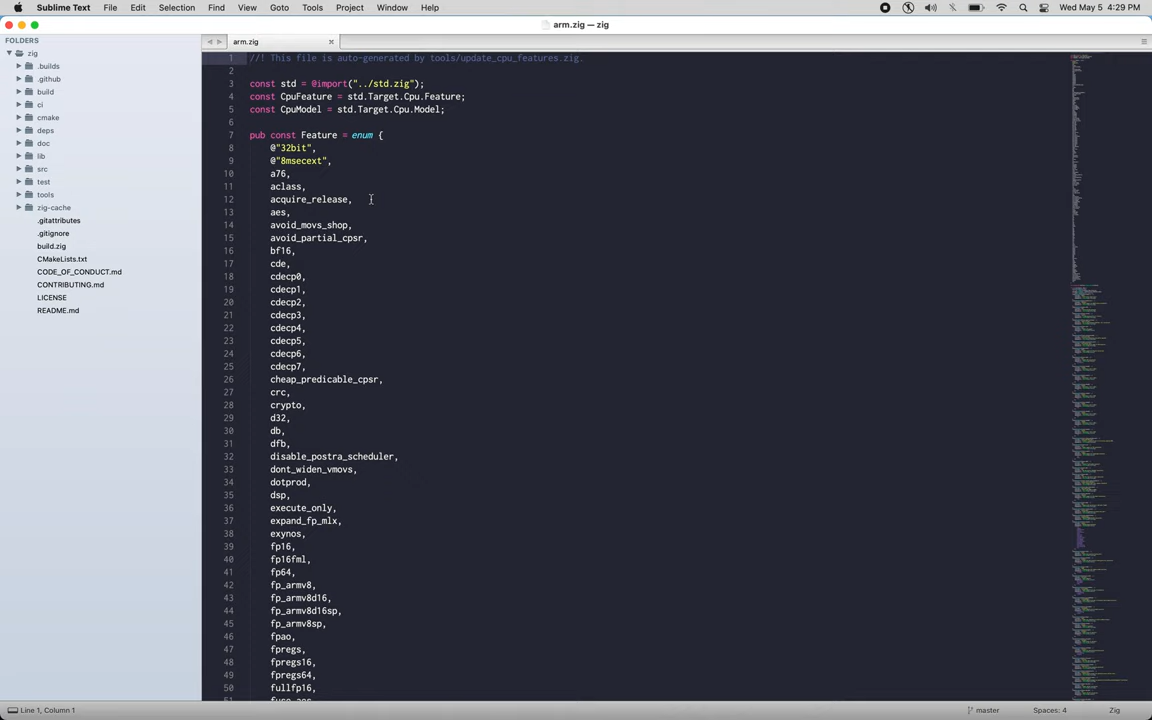 Sublime Text File Edit Selection Find View Goto Tools Project Window Help Wed May 5 4:29 PM
arm.zig — zig
FOLDERS
zig
.builds
.github
build
ci
cmake
deps
doc
lib
src
test
tools
zig-cache
.gitattributes
.gitignore
build.zig
CMakeLists.txt
CODE_OF_CONDUCT.md
CONTRIBUTING.md
LICENSE
README.md
arm.zig
1 //! This file is auto-generated by tools/update_cpu_features.zig.
2
3 const std = @import("../std.zig");
4 const CpuFeature = std.Target.Cpu.Feature;
5 const CpuModel = std.Target.Cpu.Model;
6
7 pub const Feature = enum {
8 @"32bit",
9 @"8msecext",
10 a76,
11 aclass,
12 acquire_release,
13 aes,
14 avoid_movs_shop,
15 avoid_partial_cpsr,
16 bf16,
17 cde,
18 cdecp0,
19 cdecp1,
20 cdecp2,
21 cdecp3,
22 cdecp4,
23 cdecp5,
24 cdecp6,
25 cdecp7,
26 cheap_predicable_cpsr,
27 crc,
28 crypto,
29 d32,
30 db,
31 dfb,
32 disable_postra_scheduler,
33 dont_widen_vmovs,
34 dotprod,
35 dsp,
36 execute_only,
37 expand_fp_mlx,
38 exynos,
39 fp16,
40 fp16fml,
41 fp64,
42 fp_armv8,
43 fp_armv8d16,
44 fp_armv8d16sp,
45 fp_armv8sp,
46 fpao,
47 fpregs,
48 fpregs16,
49 fpregs64,
50 fullfp16,
Line 1, Column 1 master Spaces: 4 Zig